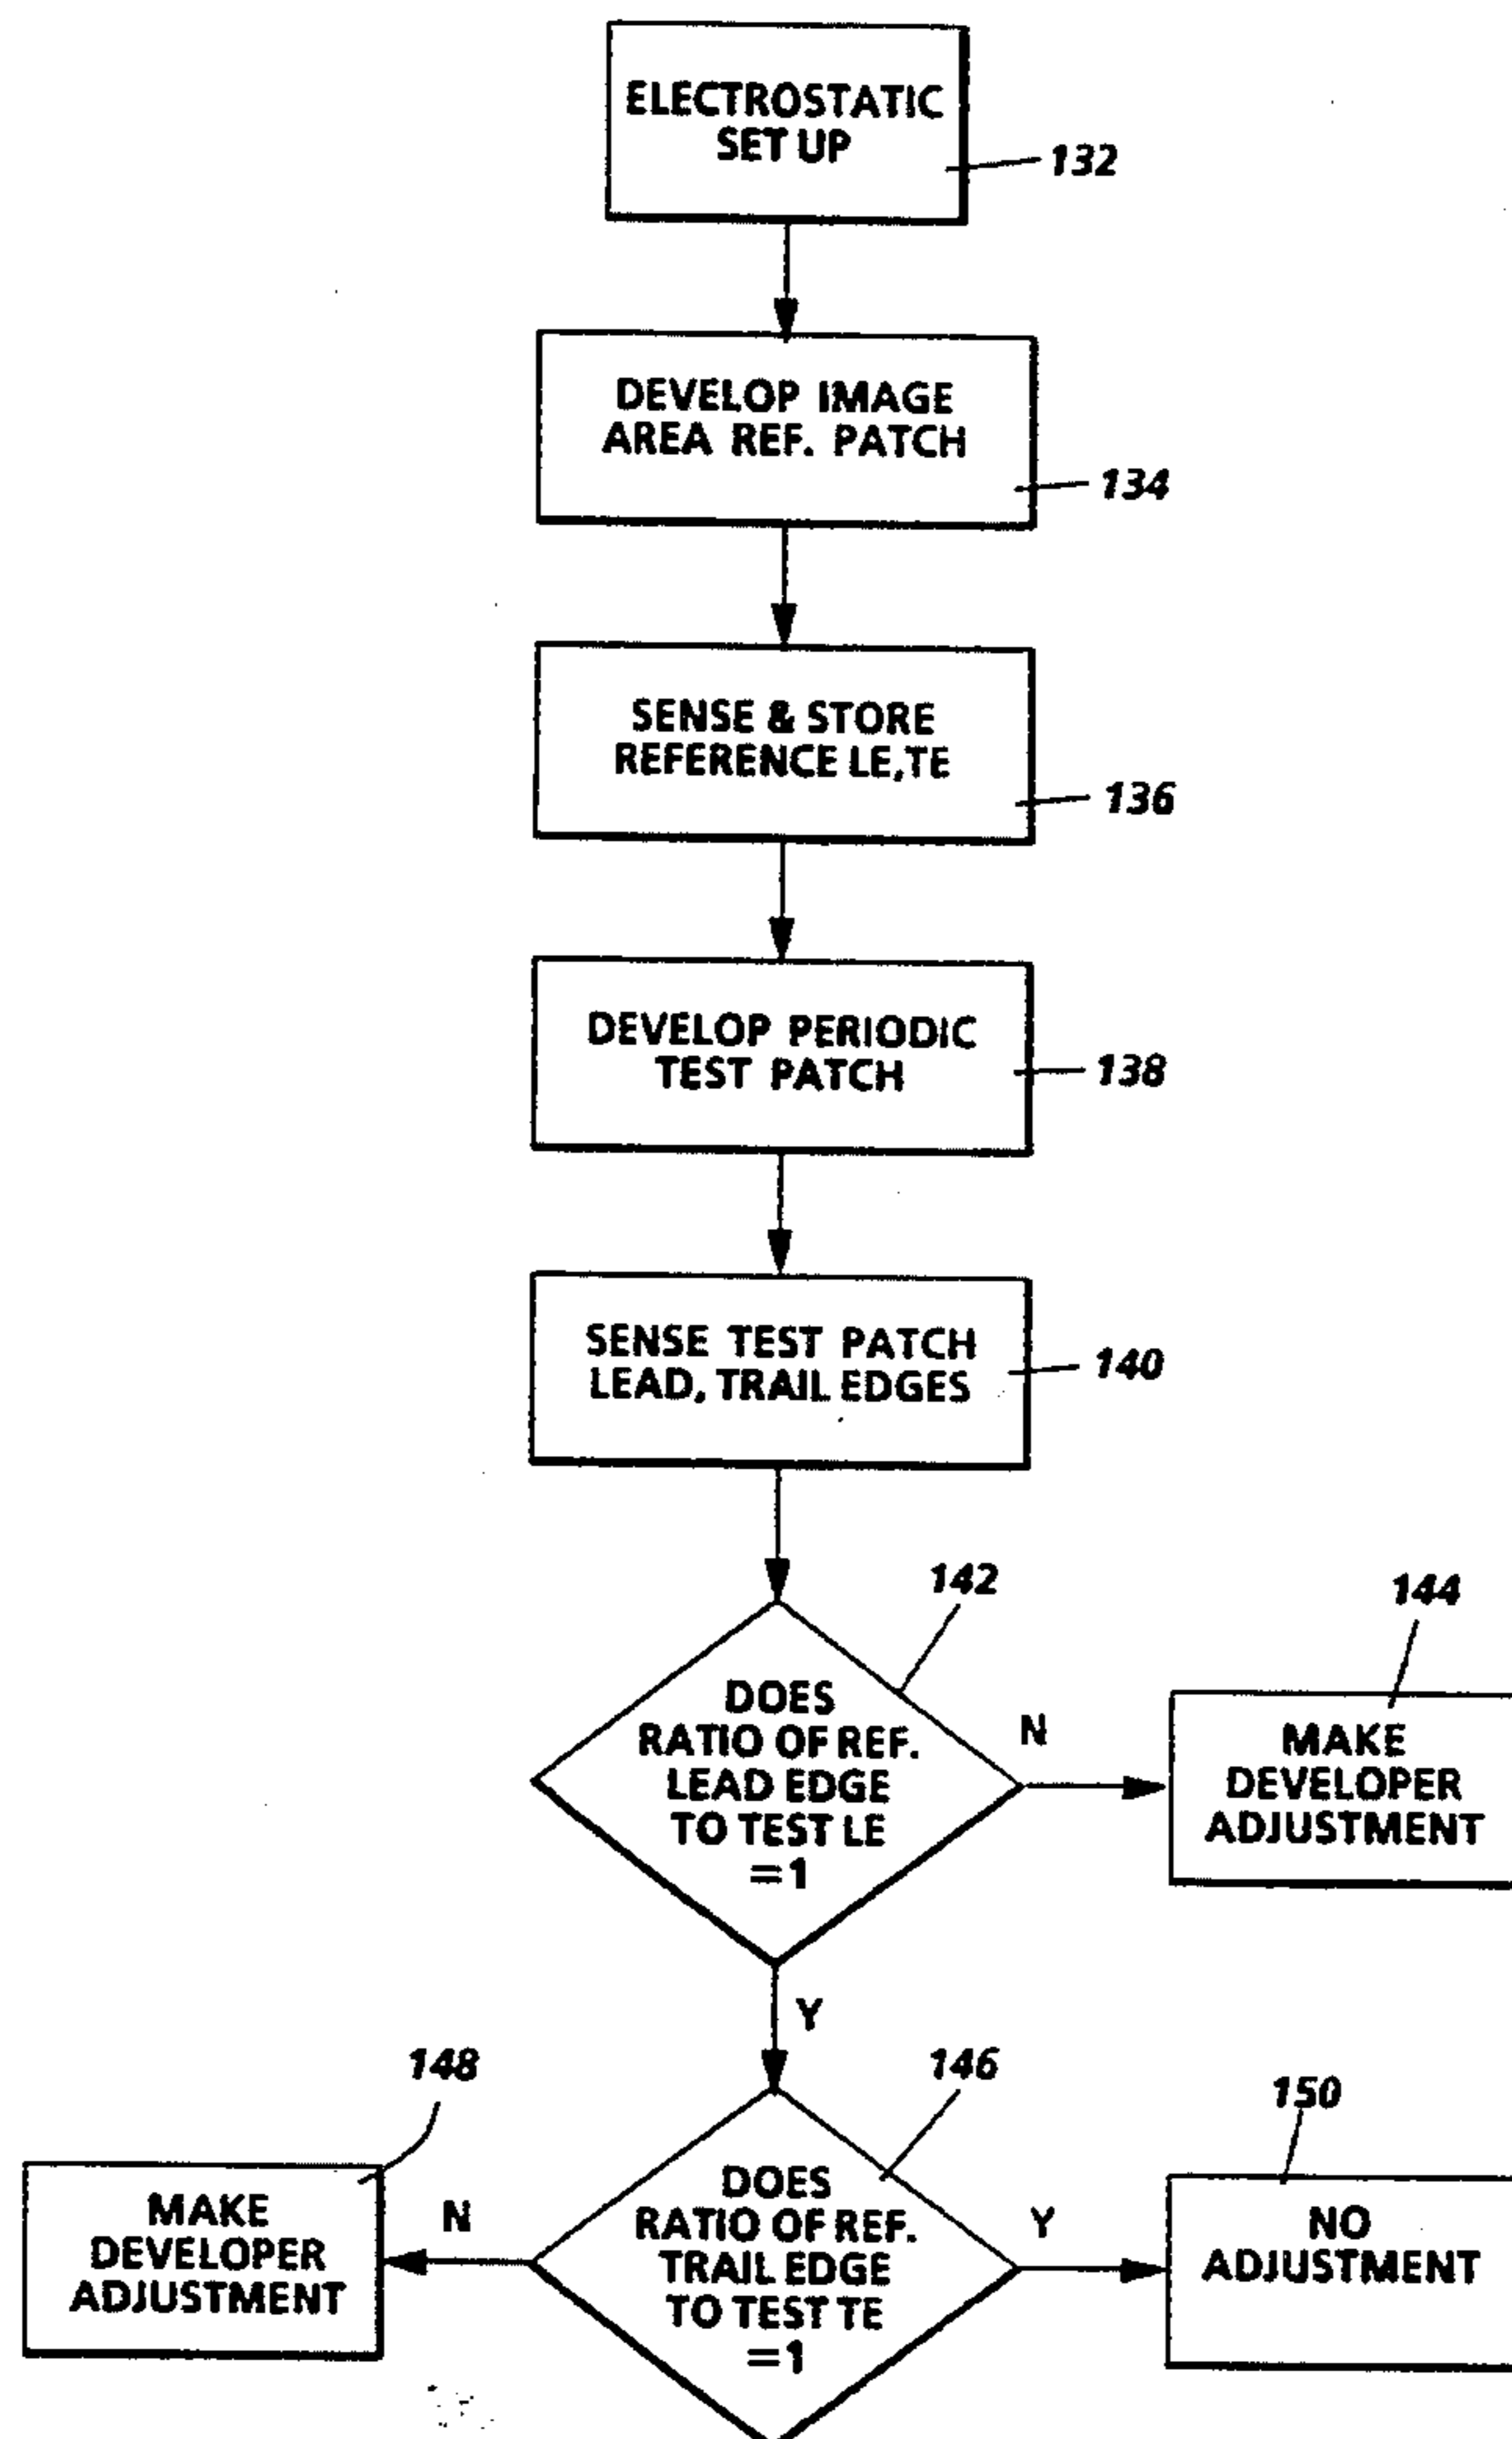 ELECTROSTATIC
SET UP
132
DEVELOP IMAGE
AREA REF. PATCH
134
SENSE & STORE
REFERENCE LE,TE
136
DEVELOP PERIODIC
TEST PATCH
138
SENSE TEST PATCH
LEAD, TRAIL EDGES
140
142
DOES
RATIO OF REF.
LEAD EDGE
TO TEST LE
=1
N
144
MAKE
DEVELOPER
ADJUSTMENT
Y
148
MAKE
DEVELOPER
ADJUSTMENT
N
146
DOES
RATIO OF REF.
TRAIL EDGE
TO TEST TE
=1
Y
150
NO
ADJUSTMENT